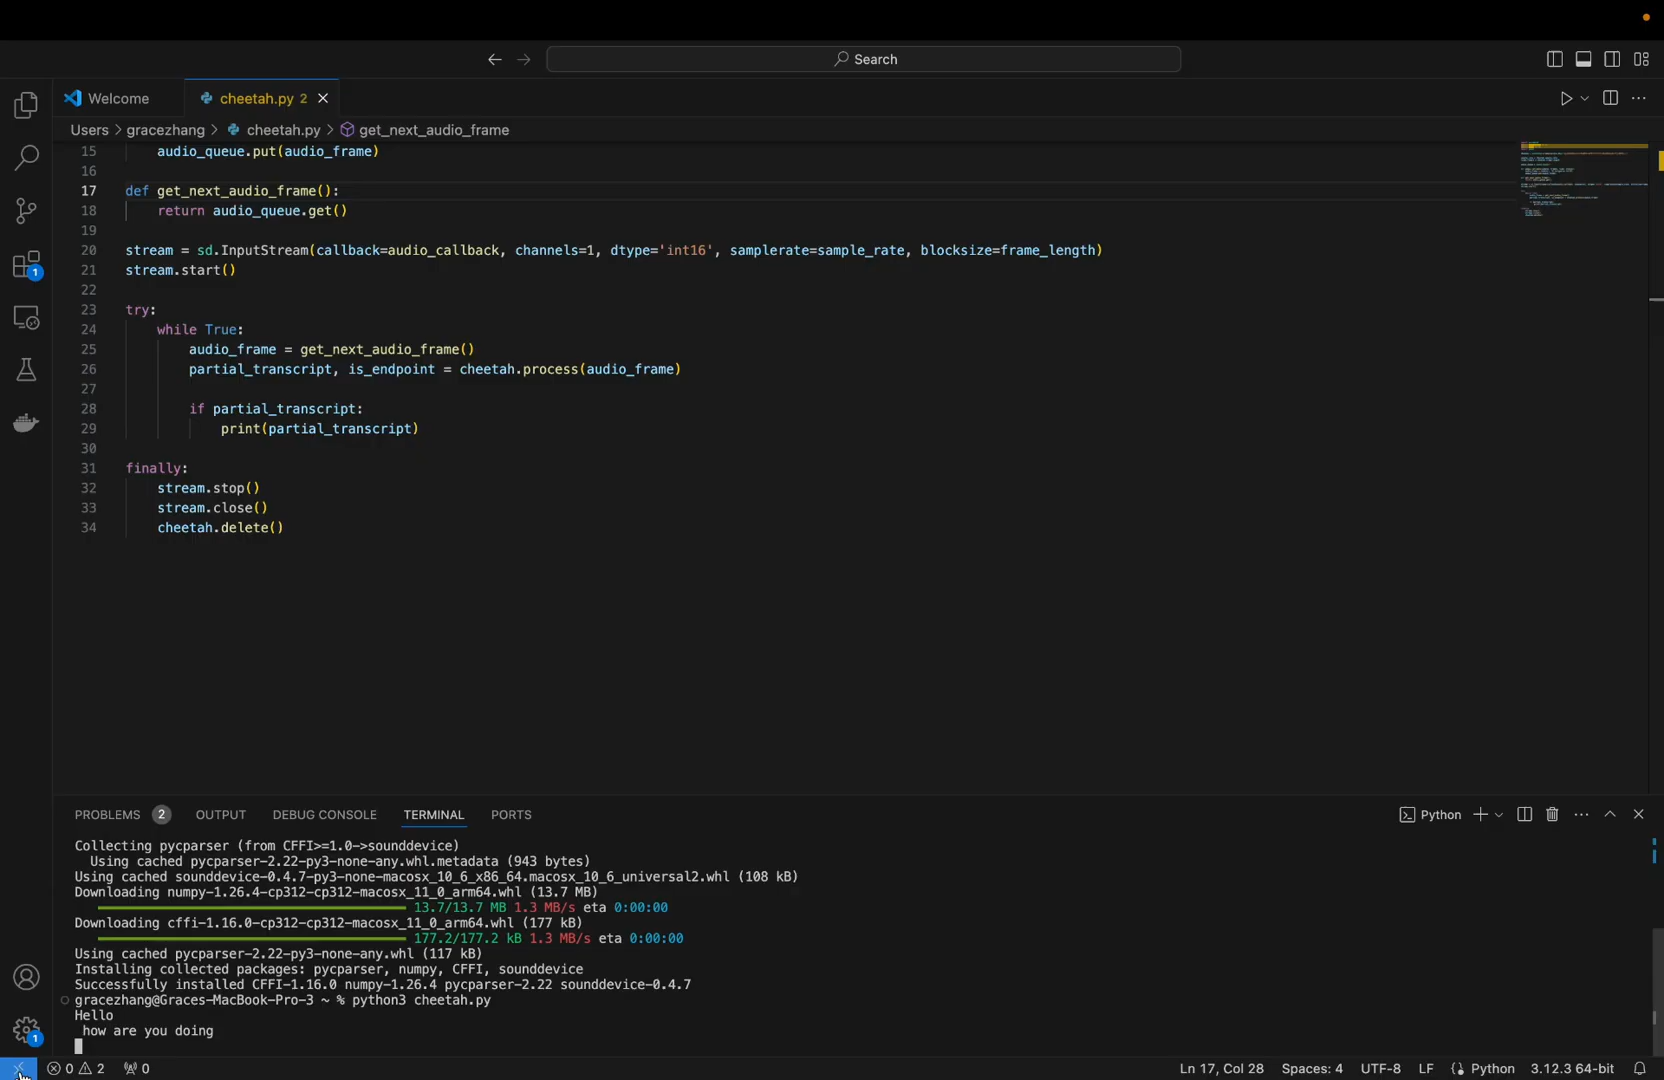 Search
Welcome
cheetah.py 2
Users > gracezhang > cheetah.py > get_next_audio_frame
15 audio_queue.put(audio_frame)
16
17 def get_next_audio_frame():
18 return audio_queue.get()
19
20 stream = sd.InputStream(callback=audio_callback, channels=1, dtype='int16', samplerate=sample_rate, blocksize=frame_length)
21 stream.start()
22
23 try:
24 while True:
25 audio_frame = get_next_audio_frame()
26 partial_transcript, is_endpoint = cheetah.process(audio_frame)
27
28 if partial_transcript:
29 print(partial_transcript)
30
31 finally:
32 stream.stop()
33 stream.close()
34 cheetah.delete()
1
PROBLEMS 2 OUTPUT DEBUG CONSOLE TERMINAL PORTS
Python
Collecting pycparser (from CFFI>=1.0->sounddevice)
Using cached pycparser-2.22-py3-none-any.whl.metadata (943 bytes)
Using cached sounddevice-0.4.7-py3-none-macosx_10_6_x86_64.macosx_10_6_universal2.whl (108 kB)
Downloading numpy-1.26.4-cp312-cp312-macosx_11_0_arm64.whl (13.7 MB)
13.7/13.7 MB 1.3 MB/s eta 0:00:00
Downloading cffi-1.16.0-cp312-cp312-macosx_11_0_arm64.whl (177 kB)
177.2/177.2 kB 1.3 MB/s eta 0:00:00
Using cached pycparser-2.22-py3-none-any.whl (117 kB)
Installing collected packages: pycparser, numpy, CFFI, sounddevice
Successfully installed CFFI-1.16.0 numpy-1.26.4 pycparser-2.22 sounddevice-0.4.7
gracezhang@Graces-MacBook-Pro-3 ~ % python3 cheetah.py
Hello
how are you doing
1
0 2 0
Ln 17, Col 28 Spaces: 4 UTF-8 LF Python 3.12.3 64-bit